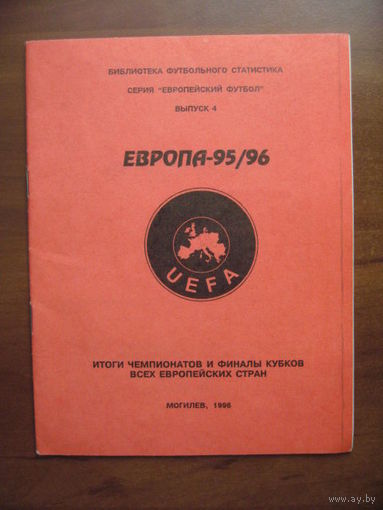 БИБЛИОТЕКА ФУТБОЛЬНОГО СТАТИСТИКА
СЕРИЯ "ЕВРОПЕЙСКИЙ ФУТБОЛ"
ВЫПУСК 4
ЕВРОПА-95/96
UEFA
ИТОГИ ЧЕМПИОНАТОВ И ФИНАЛЫ КУБКОВ
ВСЕХ ЕВРОПЕЙСКИХ СТРАН
МОГИЛЕВ, 1996
ay.by